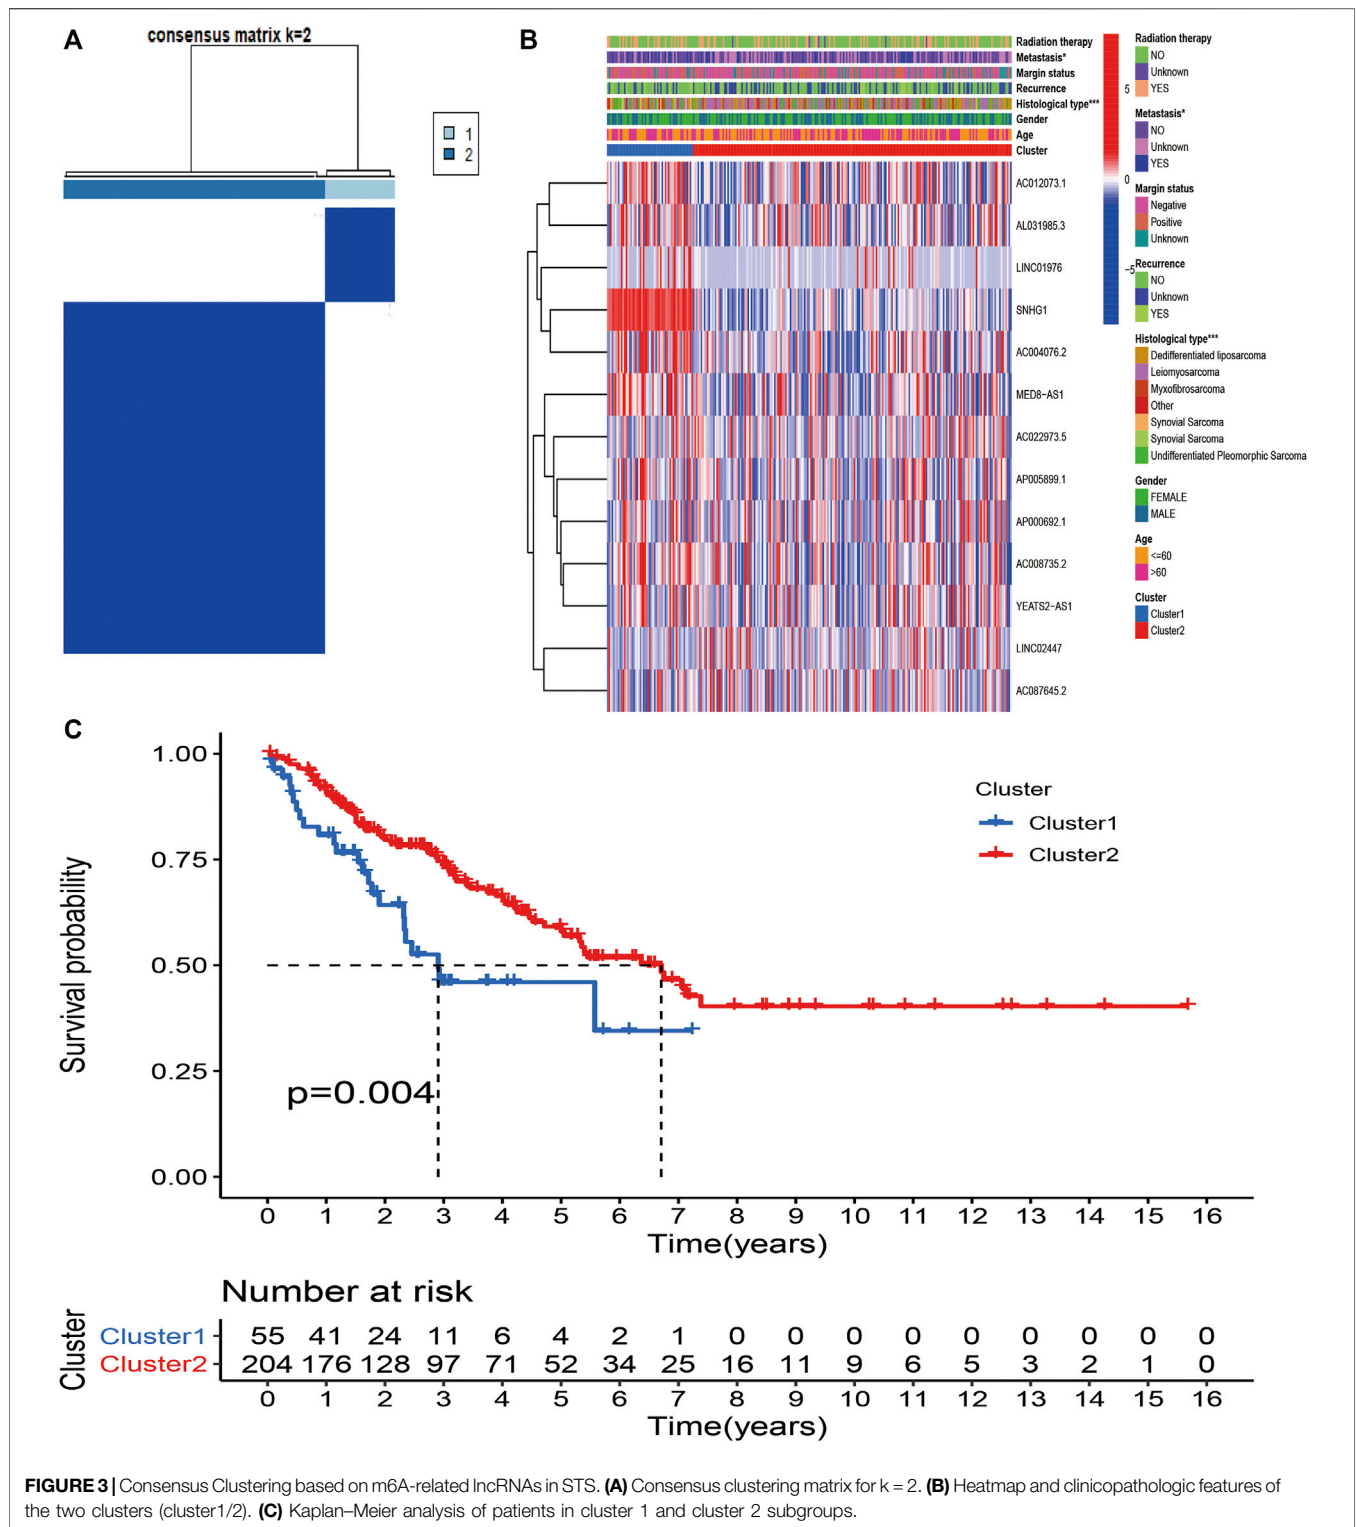 A
consensus matrix k=2
1
2
B
Radiation therapy
Metastasis*
Margin status
Recurrence
Histological type***
Gender
Age
Cluster
AC012073.1
AL031985.3
LINC01976
SNHG1
AC004076.2
MED8-AS1
AC022973.5
AP005899.1
AP000692.1
AC008735.2
YEATS2-AS1
LINC02447
AC087645.2
5
0
-5
Radiation therapy
NO
Unknown
YES
Metastasis*
NO
Unknown
YES
Margin status
Negative
Positive
Unknown
Recurrence
NO
Unknown
YES
Histological type***
Dedifferentiated liposarcoma
Leiomyosarcoma
Myxofibrosarcoma
Other
Synovial Sarcoma
Synovial Sarcoma
Undifferentiated Pleomorphic Sarcoma
Gender
FEMALE
MALE
Age
<=60
>60
Cluster
Cluster1
Cluster2
C
Survival probability
1.00
0.75
0.50
0.25
0.00
p=0.004
Cluster
Cluster1
Cluster2
0 1 2 3 4 5 6 7 8 9 10 11 12 13 14 15 16
Time(years)
Number at risk
Cluster
Cluster1 55 41 24 11 6 4 2 1 0 0 0 0 0 0 0 0 0
Cluster2 204 176 128 97 71 52 34 25 16 11 9 6 5 3 2 1 0
0 1 2 3 4 5 6 7 8 9 10 11 12 13 14 15 16
Time(years)
FIGURE 3 | Consensus Clustering based on m6A-related lncRNAs in STS. (A) Consensus clustering matrix for k = 2. (B) Heatmap and clinicopathologic features of
the two clusters (cluster1/2). (C) Kaplan–Meier analysis of patients in cluster 1 and cluster 2 subgroups.